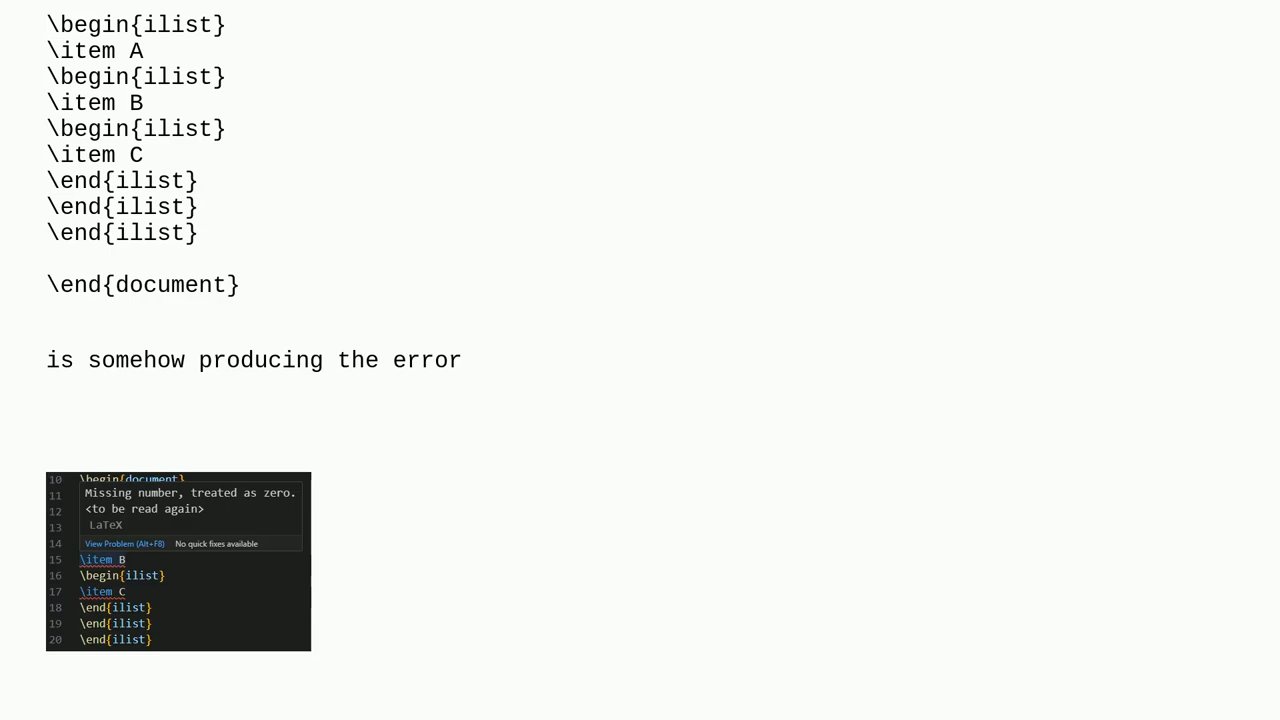 \begin{ilist}
\item A
\begin{ilist}
\item B
\begin{ilist}
\item C
\end{ilist}
\end{ilist}
\end{ilist}
\end{document}
is somehow producing the error
10 \begin{document}
11 Missing number, treated as zero.
12 <to be read again>
13 LaTeX
14 View Problem (Alt+F8) No quick fixes available
15 \item B
16 \begin{ilist}
17 \item C
18 \end{ilist}
19 \end{ilist}
20 \end{ilist}